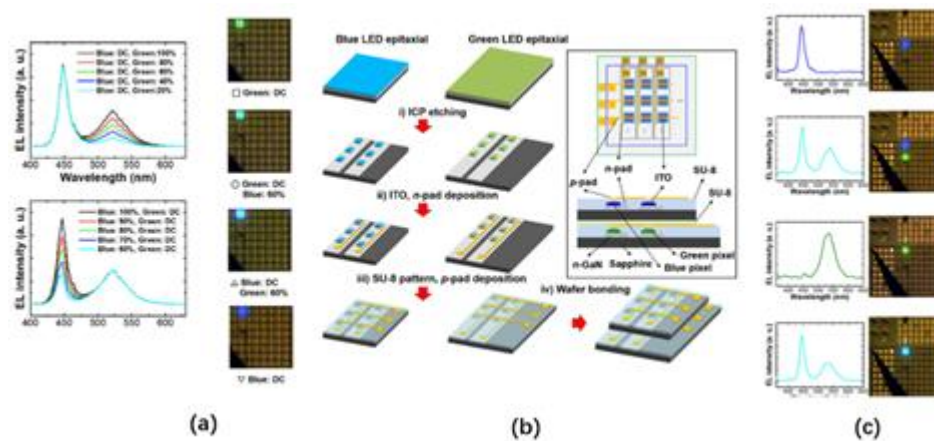 EL intensity (a. u.)
Blue: DC, Green:100%
Blue: DC, Green: 80%
Blue: DC, Green: 60%
Blue: DC, Green: 40%
Blue: DC, Green: 20%
400 450 500 550 600
Wavelength (nm)
EL intensity (a. u.)
Blue: 100%, Green: DC
Blue: 90%, Green: DC
Blue: 80%, Green: DC
Blue: 70%, Green: DC
Blue: 60%, Green: DC
400 450 500 550 600
□ Green: DC
○ Green: DC
Blue: 60%
△ Blue: DC
Green: 60%
▽ Blue: DC
(a)
Blue LED epitaxial
Green LED epitaxial
i) ICP etching
ii) ITO, n-pad deposition
iii) SU-8 pattern, p-pad deposition
iv) Wafer bonding
p-pad
n-pad
ITO
SU-8
SU-8
n-GaN
Sapphire
Green pixel
Blue pixel
(b)
EL intensity (a. u.)
EL intensity (a. u.)
EL intensity (a. u.)
EL intensity (a. u.)
(c)